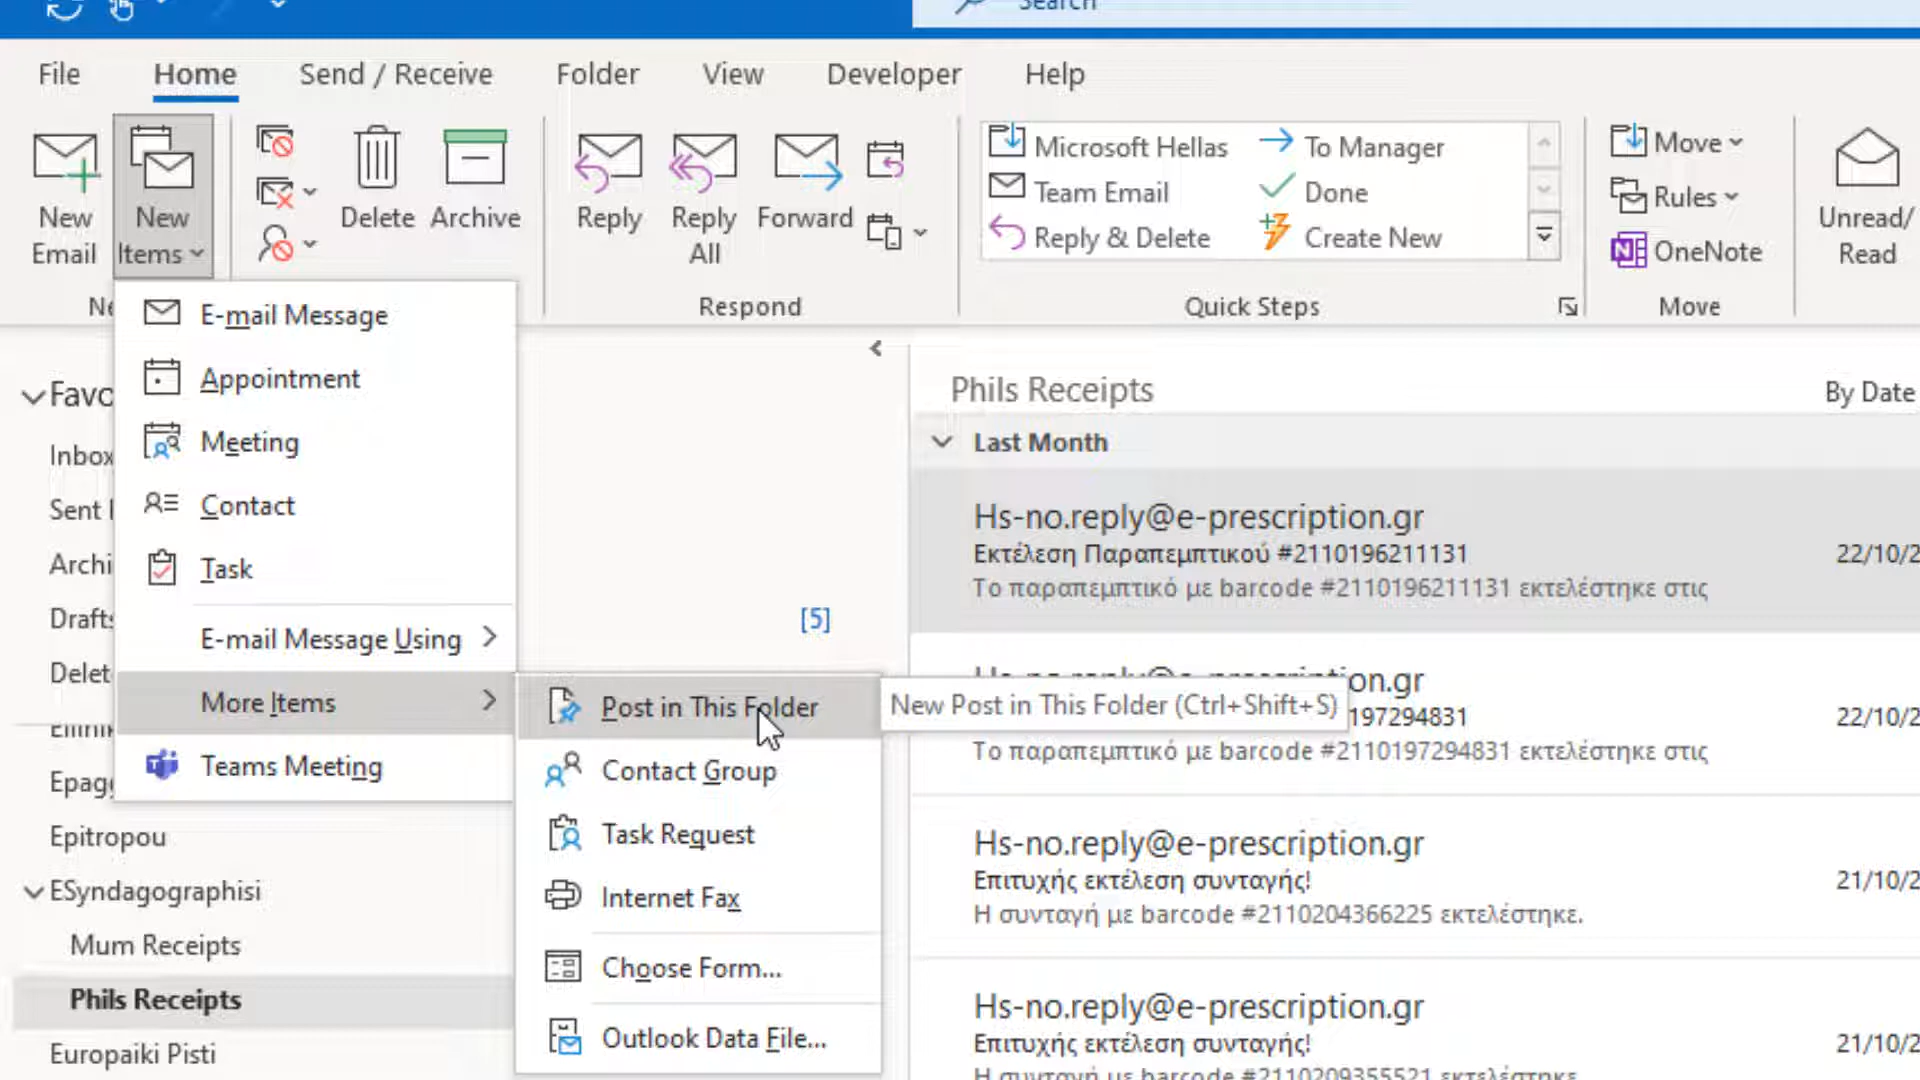 Search
File Home Send / Receive Folder View Developer Help
New Email
New Items
Delete
Archive
Reply
Reply All
Forward
Respond
Microsoft Hellas
Team Email
Reply & Delete
To Manager
Done
Create New
Quick Steps
Move
Rules
OneNote
Move
Unread/ Read
Ne
E-mail Message
Appointment
Meeting
Contact
Task
E-mail Message Using
More Items
Teams Meeting
Post in This Folder
Contact Group
Task Request
Internet Fax
Choose Form...
Outlook Data File...
New Post in This Folder (Ctrl+Shift+S)
Favo
Inbox
Sent
Archi
Drafts
[5]
Delet
Epag
Epitropou
ESyndagographisi
Mum Receipts
Phils Receipts
Europaiki Pisti
Phils Receipts
By Date
Last Month
Hs-no.reply@e-prescription.gr
Εκτέλεση Παραπεμπτικού #2110196211131 22/10/2
Το παραπεμπτικό με barcode #2110196211131 εκτελέστηκε στις
on.gr
197294831 22/10/2
Το παραπεμπτικό με barcode #2110197294831 εκτελέστηκε στις
Hs-no.reply@e-prescription.gr
Επιτυχής εκτέλεση συνταγής! 21/10/2
Η συνταγή με barcode #2110204366225 εκτελέστηκε.
Hs-no.reply@e-prescription.gr
Επιτυχής εκτέλεση συνταγής! 21/10/2
Η συνταγή με barcode #2110209355521 εκτελέστηκε